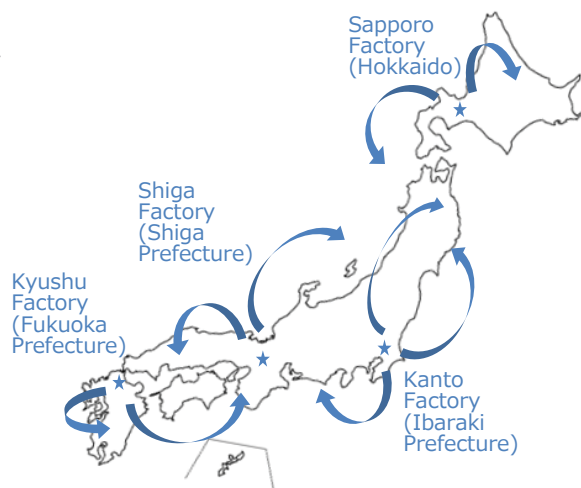 Sapporo
Factory
(Hokkaido)
Shiga
Factory
(Shiga
Prefecture)
Kyushu
Factory
(Fukuoka
Prefecture)
Kanto
Factory
(Ibaraki
Prefecture)